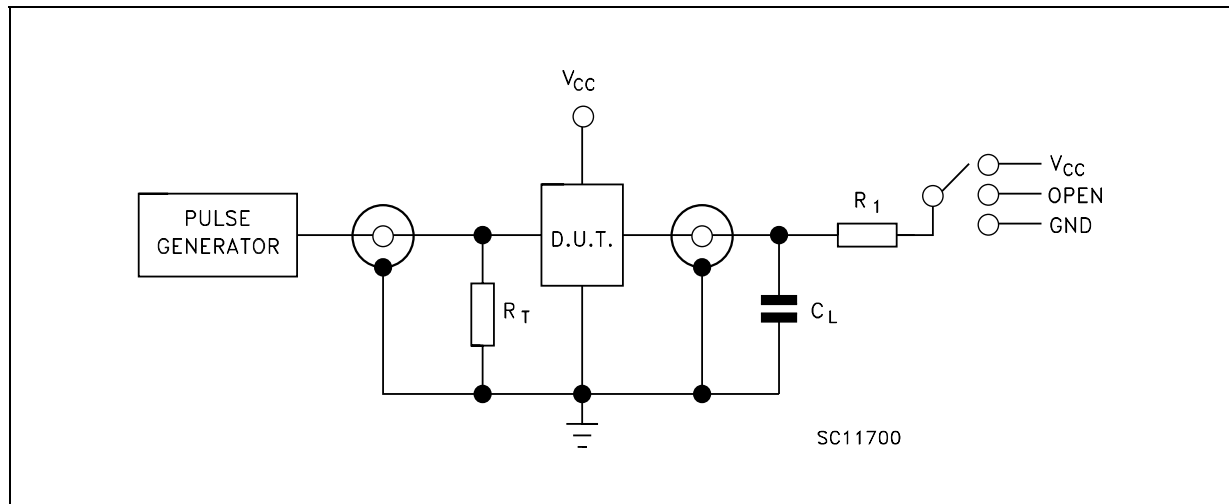 VCC
PULSE
GENERATOR
D.U.T.
RT
CL
R1
VCC
OPEN
GND
SC11700